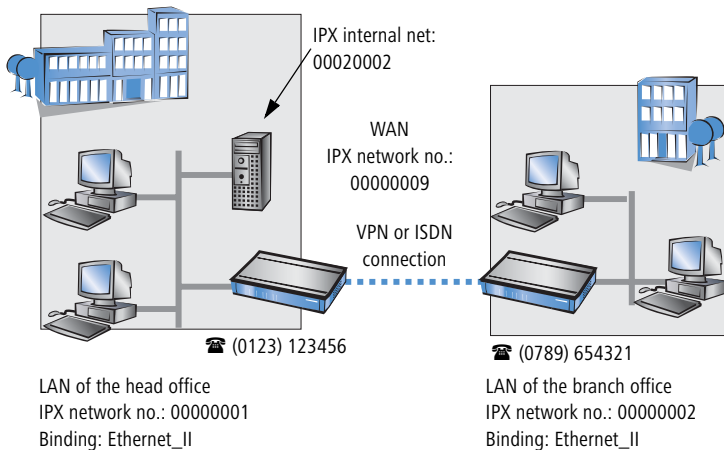 IPX internal net:
00020002
WAN
IPX network no.:
00000009
VPN or ISDN
connection
☎ (0123) 123456
☎ (0789) 654321
LAN of the head office
IPX network no.: 00000001
Binding: Ethernet_II
LAN of the branch office
IPX network no.: 00000002
Binding: Ethernet_II